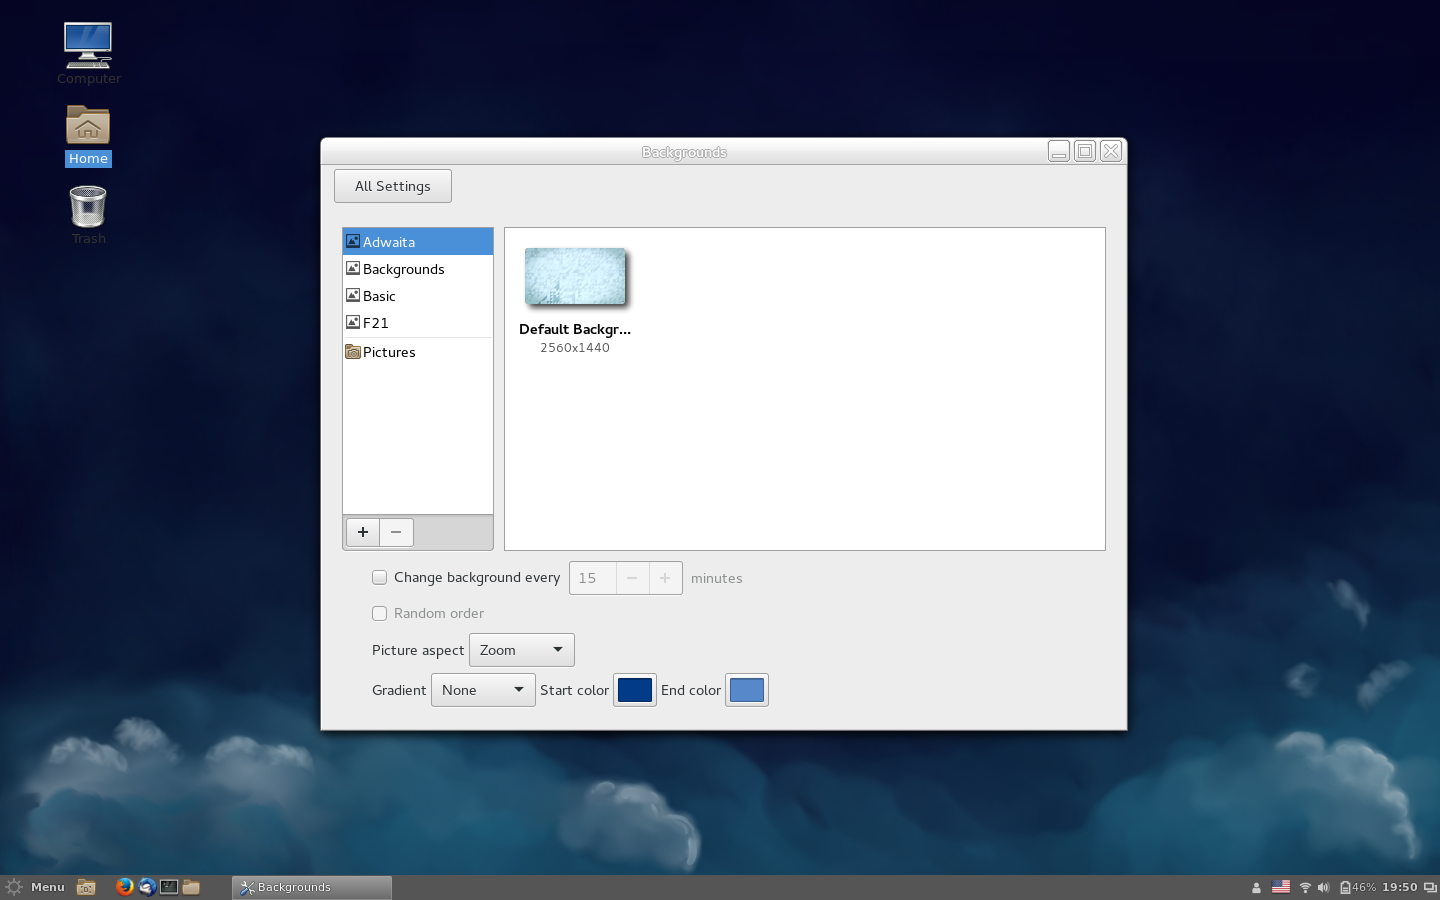 Computer
Home
Trash
Backgrounds
All Settings
Adwaita
Backgrounds
Basic
F21
Pictures
Default Backgr...
2560x1440
+ −
Change background every 15 − + minutes
Random order
Picture aspect Zoom
Gradient None Start color End color
Menu Backgrounds 46% 19:50